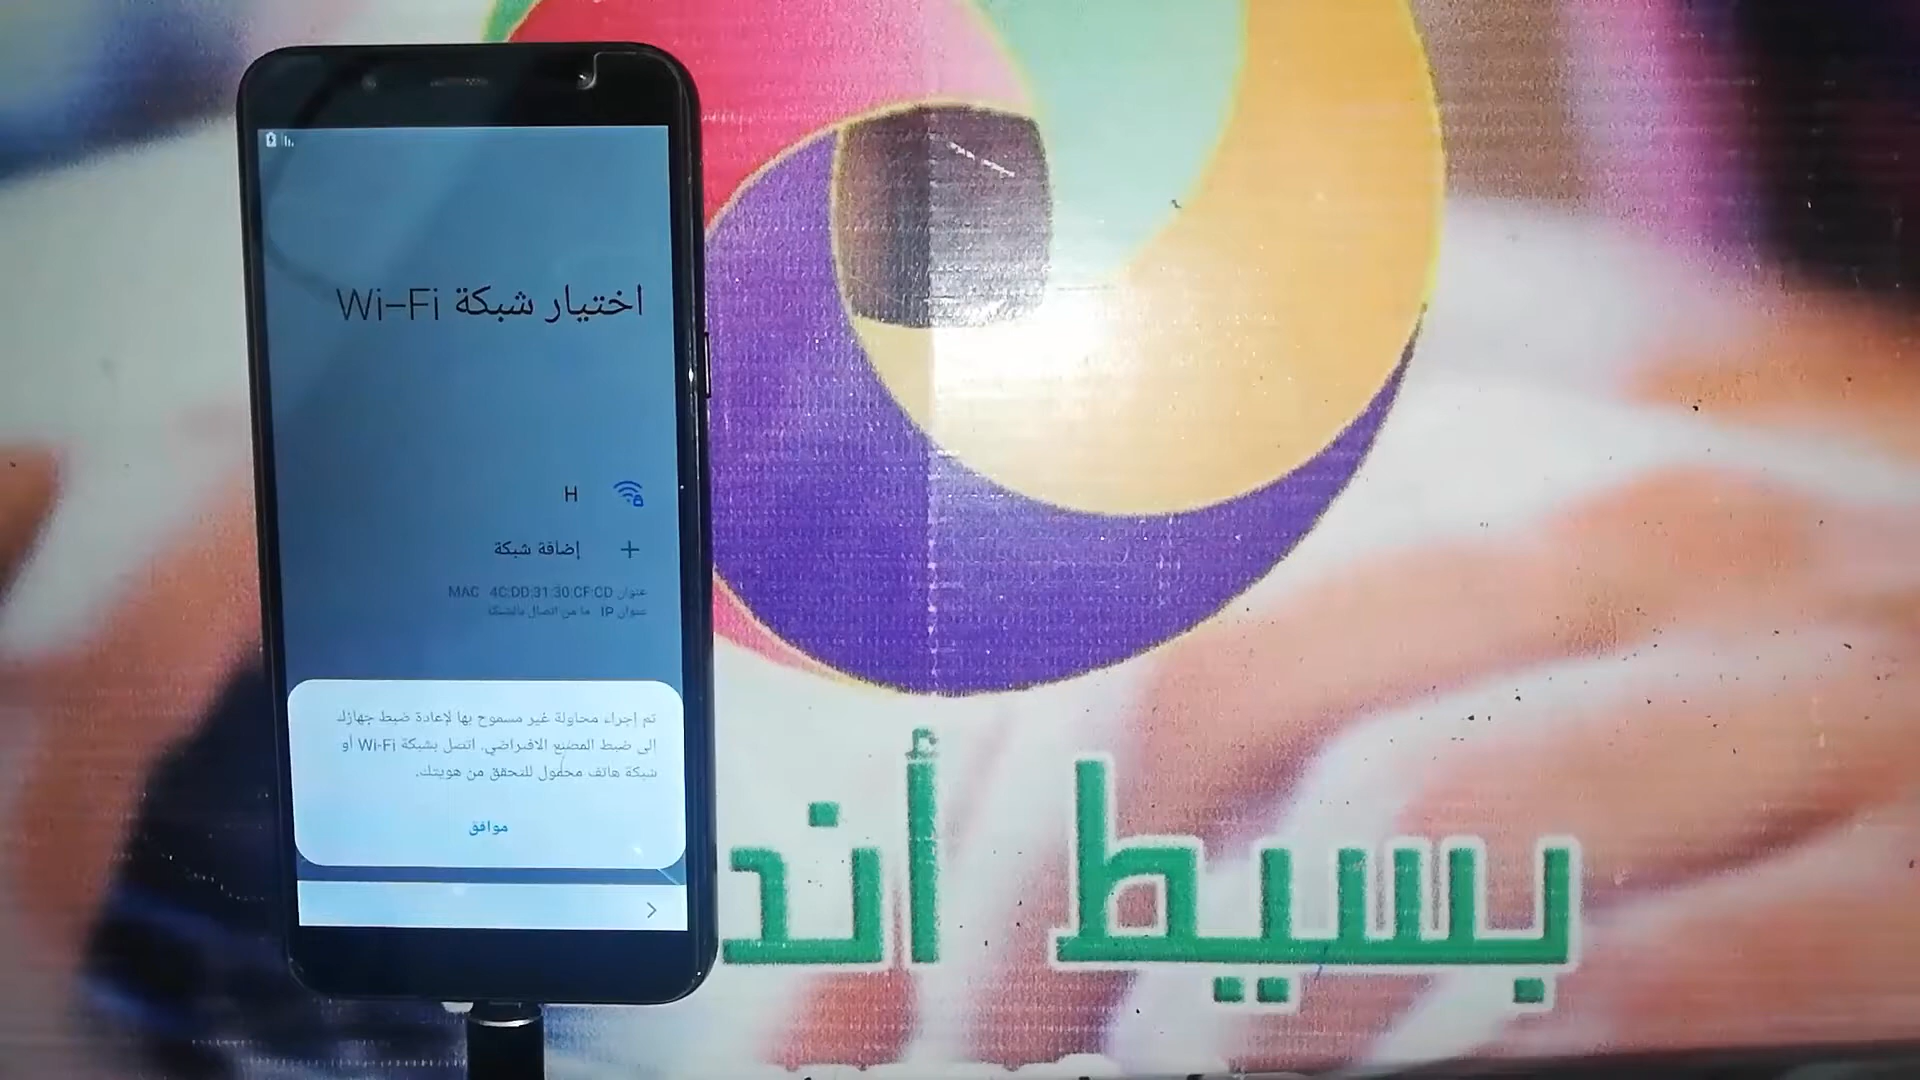 اختيار شبكة Wi-Fi
H
إضافة شبكة
عنوان MAC 4C:DD:31:30:CF:CD
عنوان IP ما من اتصال بالشبكة
تم إجراء محاولة غير مسموح بها لإعادة ضبط جهازك
إلى ضبط المصنع الافتراضي. اتصل بشبكة Wi-Fi أو
شبكة هاتف محمول للتحقق من هويتك.
موافق
بسيط أند